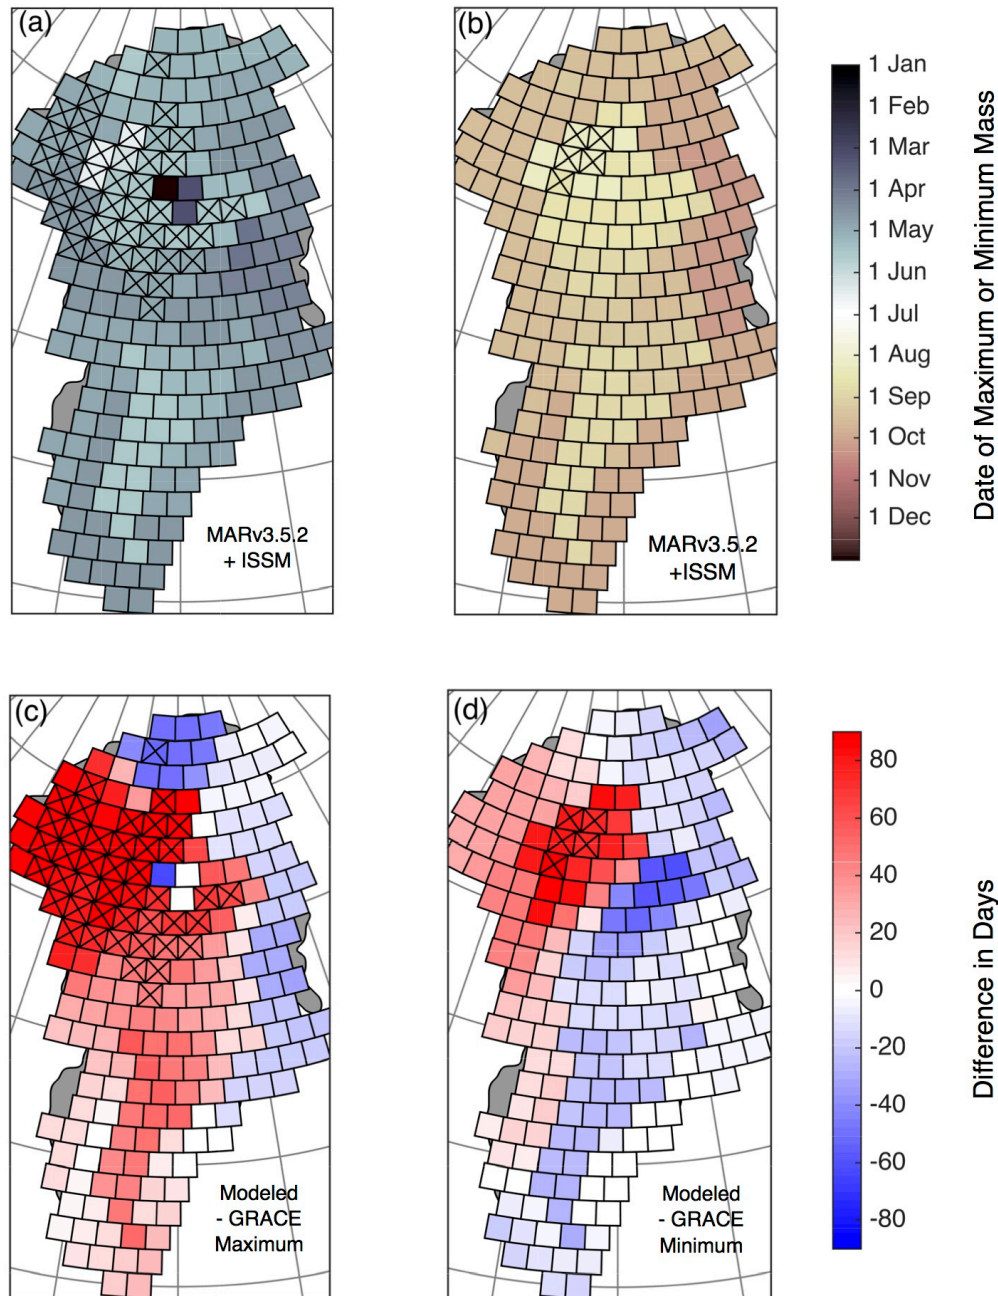 (a)
(b)
MARv3.5.2
+ ISSM
MARv3.5.2
+ISSM
1 Jan
1 Feb
1 Mar
1 Apr
1 May
1 Jun
1 Jul
1 Aug
1 Sep
1 Oct
1 Nov
1 Dec
Date of Maximum or Minimum Mass
(c)
(d)
Modeled
- GRACE
Maximum
Modeled
- GRACE
Minimum
80
60
40
20
0
-20
-40
-60
-80
Difference in Days